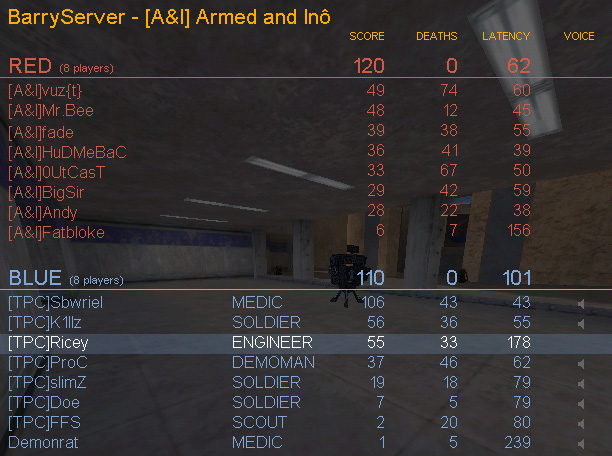 BarryServer - [A&I] Armed and Inô
SCORE DEATHS LATENCY VOICE
RED (8 players) 120 0 62
[A&I]vuz{t} 49 74 60
[A&I]Mr.Bee 48 12 45
[A&I]fade 39 38 55
[A&I]HuDMeBaC 36 41 39
[A&I]0UtCasT 33 67 50
[A&I]BigSir 29 42 59
[A&I]Andy 28 22 38
[A&I]Fatbloke 6 7 156
BLUE (8 players) 110 0 101
[TPC]Sbwriel MEDIC 106 43 43
[TPC]K1llz SOLDIER 56 36 55
[TPC]Ricey ENGINEER 55 33 178
[TPC]ProC DEMOMAN 37 46 62
[TPC]slimZ SOLDIER 19 18 79
[TPC]Doe SOLDIER 7 5 79
[TPC]FFS SCOUT 2 20 80
Demonrat MEDIC 1 5 239